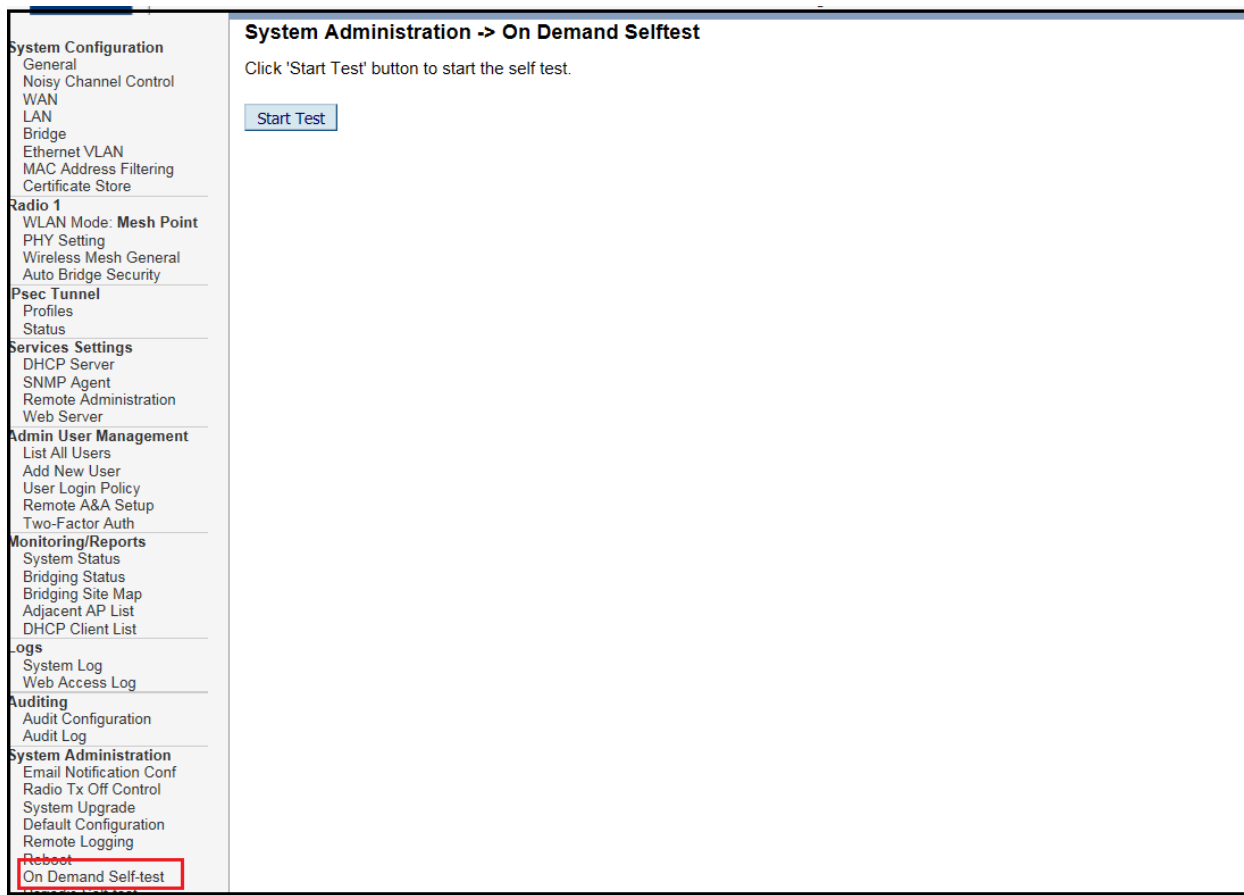 System Configuration
General
Noisy Channel Control
WAN
LAN
Bridge
Ethernet VLAN
MAC Address Filtering
Certificate Store
Radio 1
WLAN Mode: Mesh Point
PHY Setting
Wireless Mesh General
Auto Bridge Security
IPsec Tunnel
Profiles
Status
Services Settings
DHCP Server
SNMP Agent
Remote Administration
Web Server
Admin User Management
List All Users
Add New User
User Login Policy
Remote A&A Setup
Two-Factor Auth
Monitoring/Reports
System Status
Bridging Status
Bridging Site Map
Adjacent AP List
DHCP Client List
Logs
System Log
Web Access Log
Auditing
Audit Configuration
Audit Log
System Administration
Email Notification Conf
Radio Tx Off Control
System Upgrade
Default Configuration
Remote Logging
Reboot
On Demand Self-test
System Administration -> On Demand Selftest
Click 'Start Test' button to start the self test.
Start Test